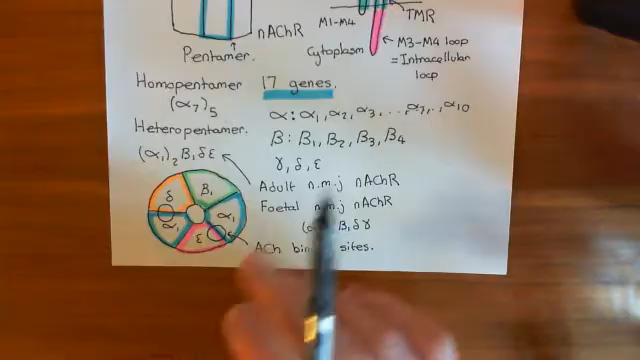 TMR
M1-M4
nAChR
Pentamer.
Cytoplasm
M3-M4 loop
= Intracellular
loop
Homopentamer
17 genes.
(α7)5
α: α1, α2, α3, ..., α7, .., α10
Heteropentamer.
β: β1, β2, β3, β4
(α1)2 β1 δ ε
γ, δ, ε
Adult n.m.j nAChR
Foetal n.m.j nAChR
β1 δ γ
ACh sites.
δ
β1
α1
α1
ε